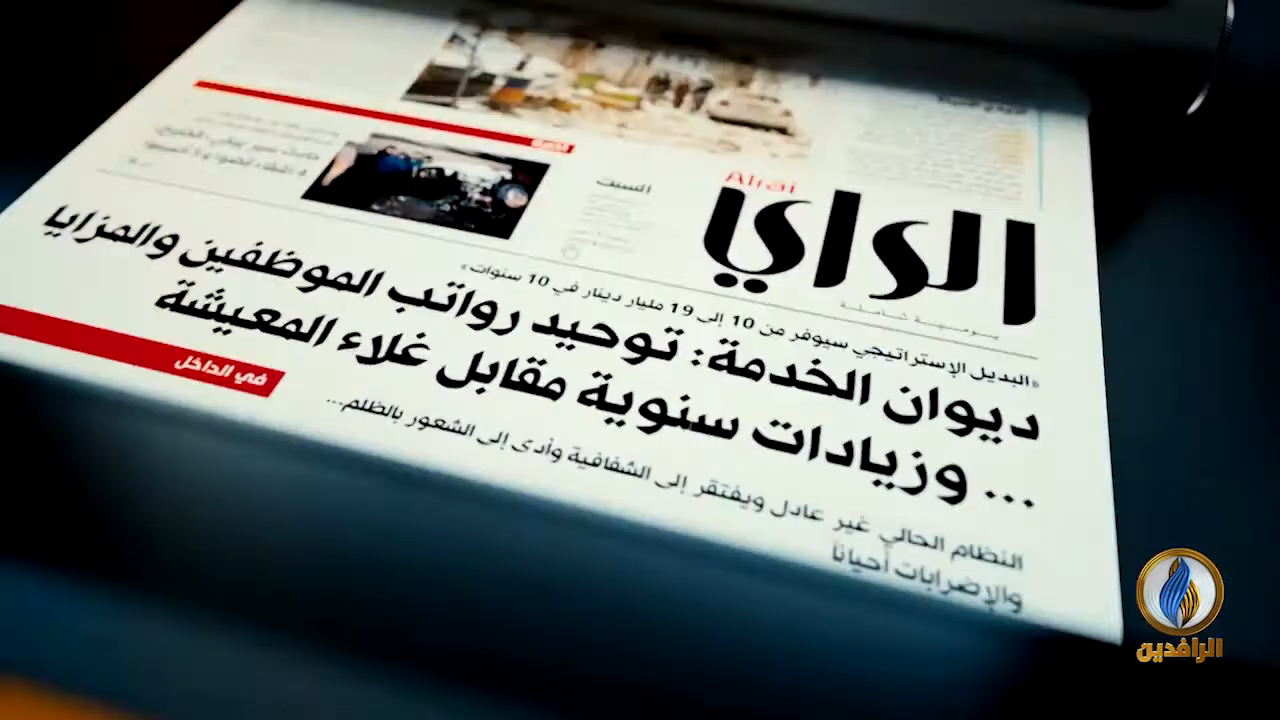 Alrai
الراي
السبت
«البديل الإستراتيجي سيوفر من 10 إلى 19 مليار دينار في 10 سنوات»
ديوان الخدمة: توحيد رواتب الموظفين والمزايا
... وزيادات سنوية مقابل غلاء المعيشة
النظام الحالي غير عادل ويفتقر إلى الشفافية وأدى إلى الشعور بالظلم...
والإضرابات أحياناً
في الداخل
الرافدين